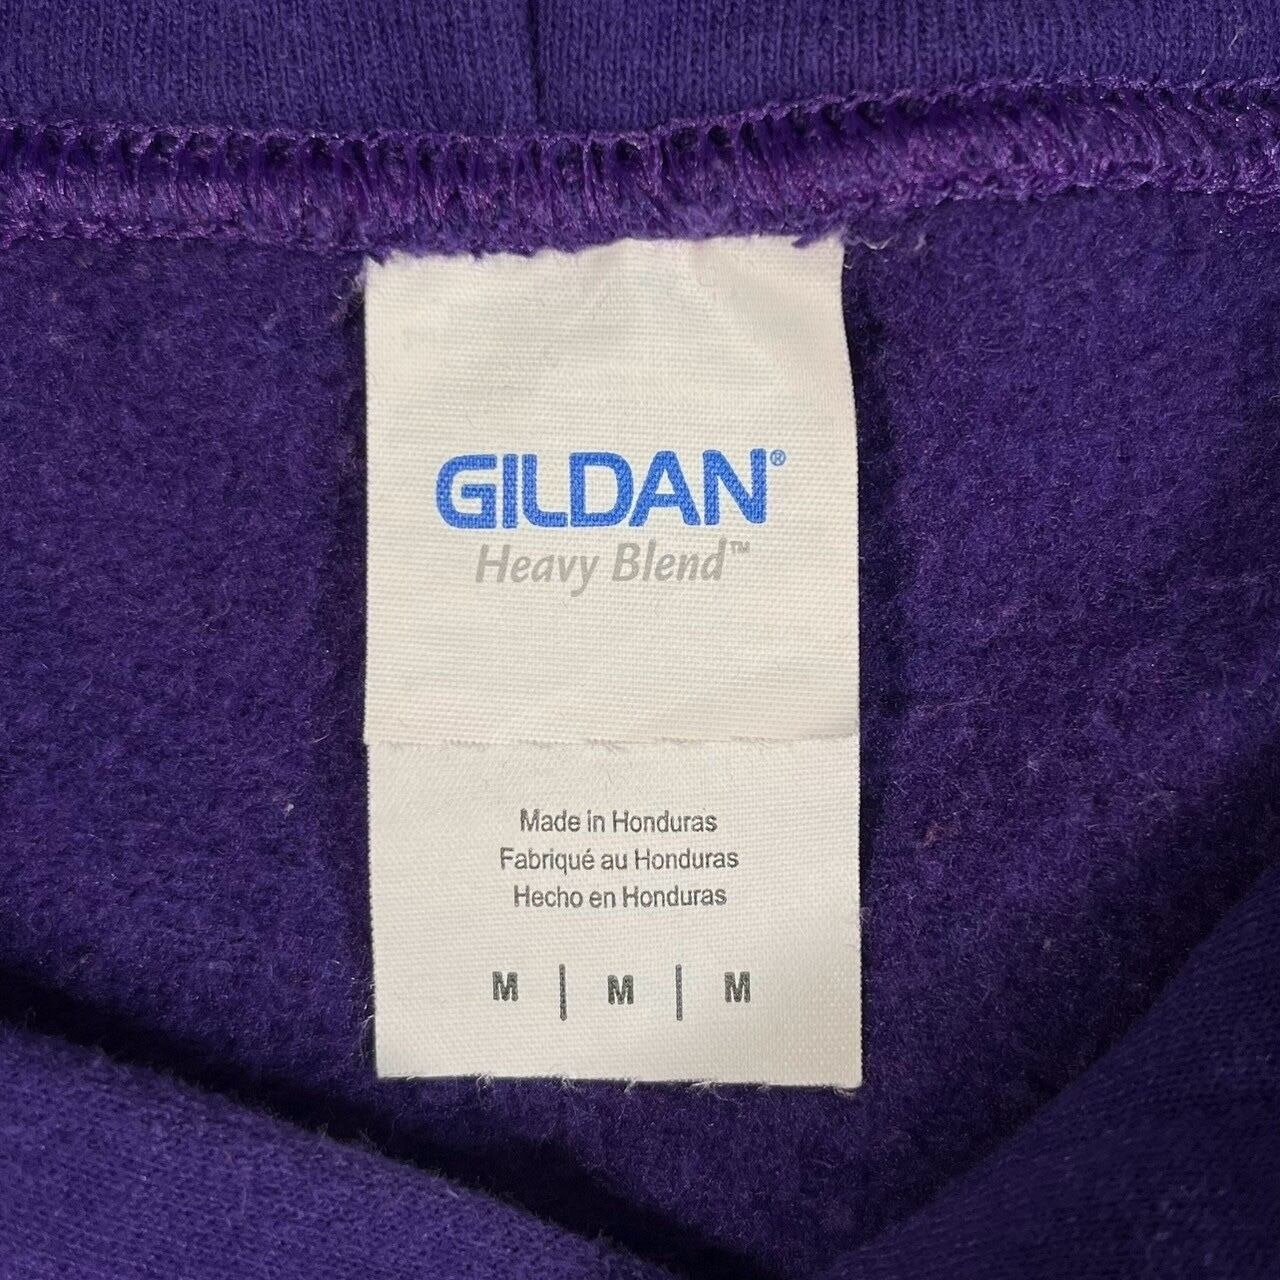 GILDAN®
Heavy Blend™
Made in Honduras
Fabriqué au Honduras
Hecho en Honduras
M | M | M